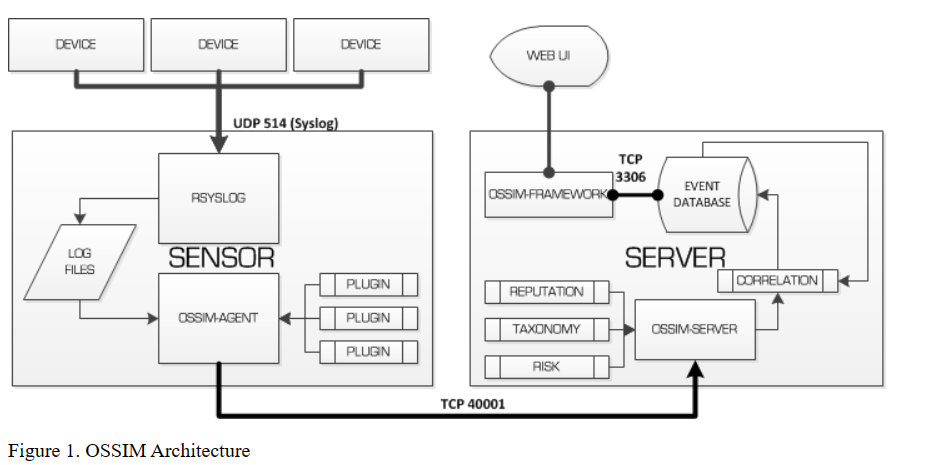 DEVICE
DEVICE
DEVICE
WEB UI
UDP 514 (Syslog)
RSYSLOG
LOG
FILES
SENSOR
OSSIM-AGENT
PLUGIN
PLUGIN
PLUGIN
TCP
3306
OSSIM-FRAMEWORK
EVENT
DATABASE
SERVER
CORRELATION
REPUTATION
TAXONOMY
RISK
OSSIM-SERVER
TCP 40001
Figure 1. OSSIM Architecture